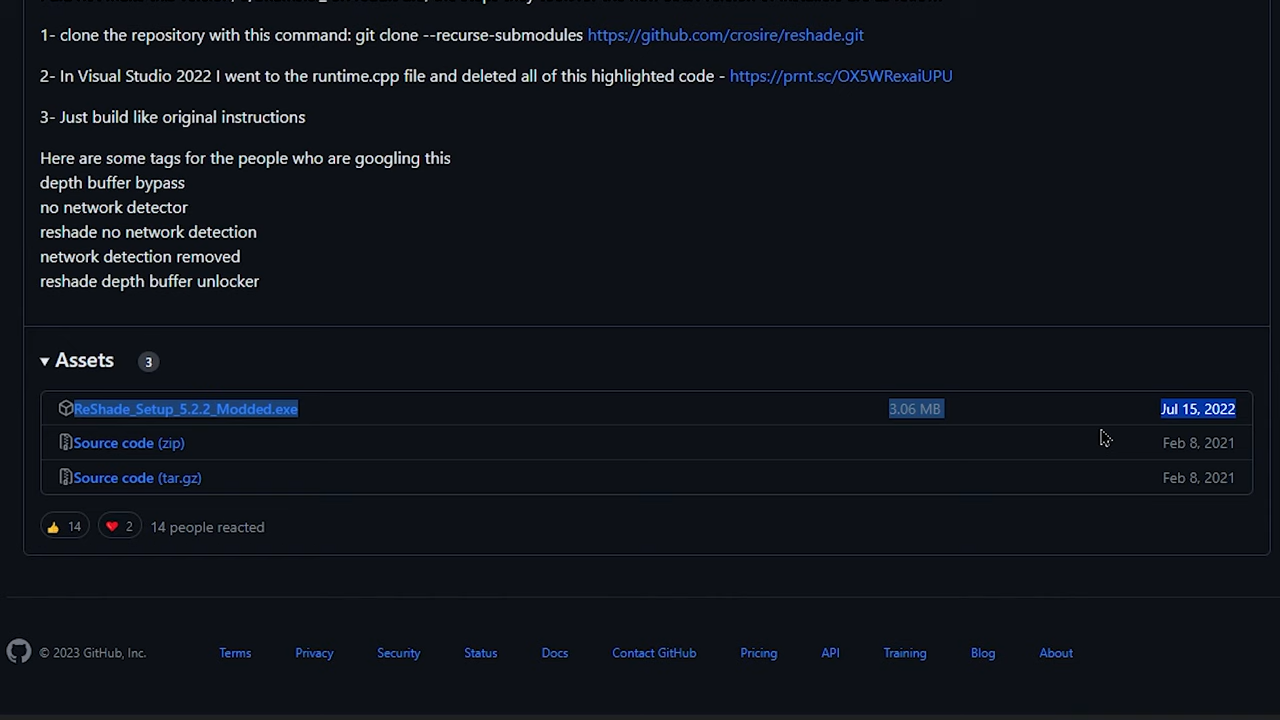 1- clone the repository with this command: git clone --recurse-submodules https://github.com/crosire/reshade.git
2- In Visual Studio 2022 I went to the runtime.cpp file and deleted all of this highlighted code - https://prnt.sc/OX5WRexaiUPU
3- Just build like original instructions
Here are some tags for the people who are googling this
depth buffer bypass
no network detector
reshade no network detection
network detection removed
reshade depth buffer unlocker
Assets 3
ReShade_Setup_5.2.2_Modded.exe 3.06 MB Jul 15, 2022
Source code (zip) Feb 8, 2021
Source code (tar.gz) Feb 8, 2021
14 2 14 people reacted
© 2023 GitHub, Inc. Terms Privacy Security Status Docs Contact GitHub Pricing API Training Blog About